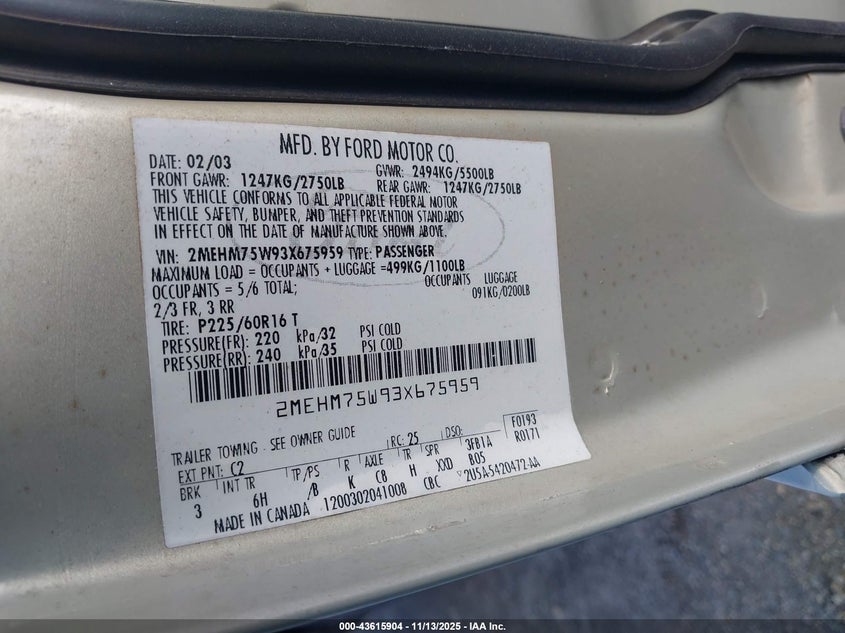 MFD. BY FORD MOTOR CO.
DATE: 02/03
GVWR: 2494KG/5500LB
FRONT GAWR: 1247KG/2750LB
REAR GAWR: 1247KG/2750LB
THIS VEHICLE CONFORMS TO ALL APPLICABLE FEDERAL MOTOR
VEHICLE SAFETY, BUMPER, AND THEFT PREVENTION STANDARDS
IN EFFECT ON THE DATE OF MANUFACTURE SHOWN ABOVE.
VIN: 2MEHM75W93X675959 TYPE: PASSENGER
MAXIMUM LOAD = OCCUPANTS + LUGGAGE =499KG/1100LB
OCCUPANTS = 5/6 TOTAL; OCCUPANTS LUGGAGE
2/3 FR, 3 RR 091KG/0200LB
TIRE: P225/60R16 T
PRESSURE(FR): 220 kPa/32 PSI COLD
PRESSURE(RR): 240 kPa/35 PSI COLD
2MEHM75W93X675959
TRAILER TOWING - SEE OWNER GUIDE
EXT PNT: C2 RC: 25 DSO: F0193
R0171
BRK INT TR TP/PS R AXLE TR SPR 3FB1A
3 6H /B K C8 H XXD B05
MADE IN CANADA 1200302041008 CBC 2U5A-5420472-AA
000-43615904 | 11/13/2025 - IAA Inc.